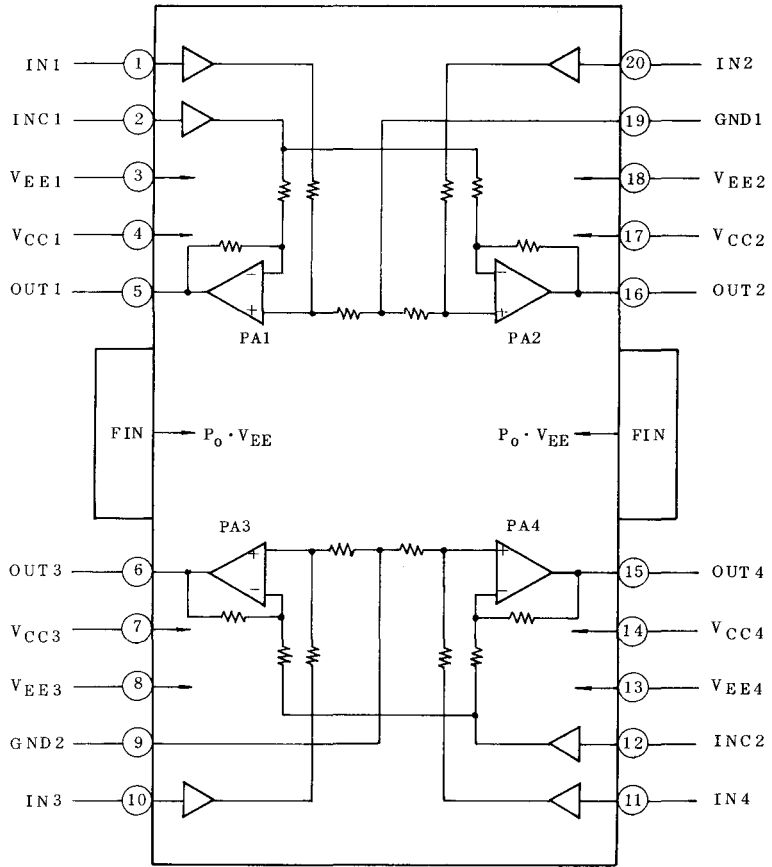 IN1 1 20 IN2
INC1 2 19 GND1
VEE1 3 18 VEE2
VCC1 4 17 VCC2
OUT1 5 − − 16 OUT2
+ +
PA1 PA2
FIN Po·VEE Po·VEE FIN
PA3 PA4
+ +
OUT3 6 − − 15 OUT4
VCC3 7 14 VCC4
VEE3 8 13 VEE4
GND2 9 12 INC2
IN3 10 11 IN4